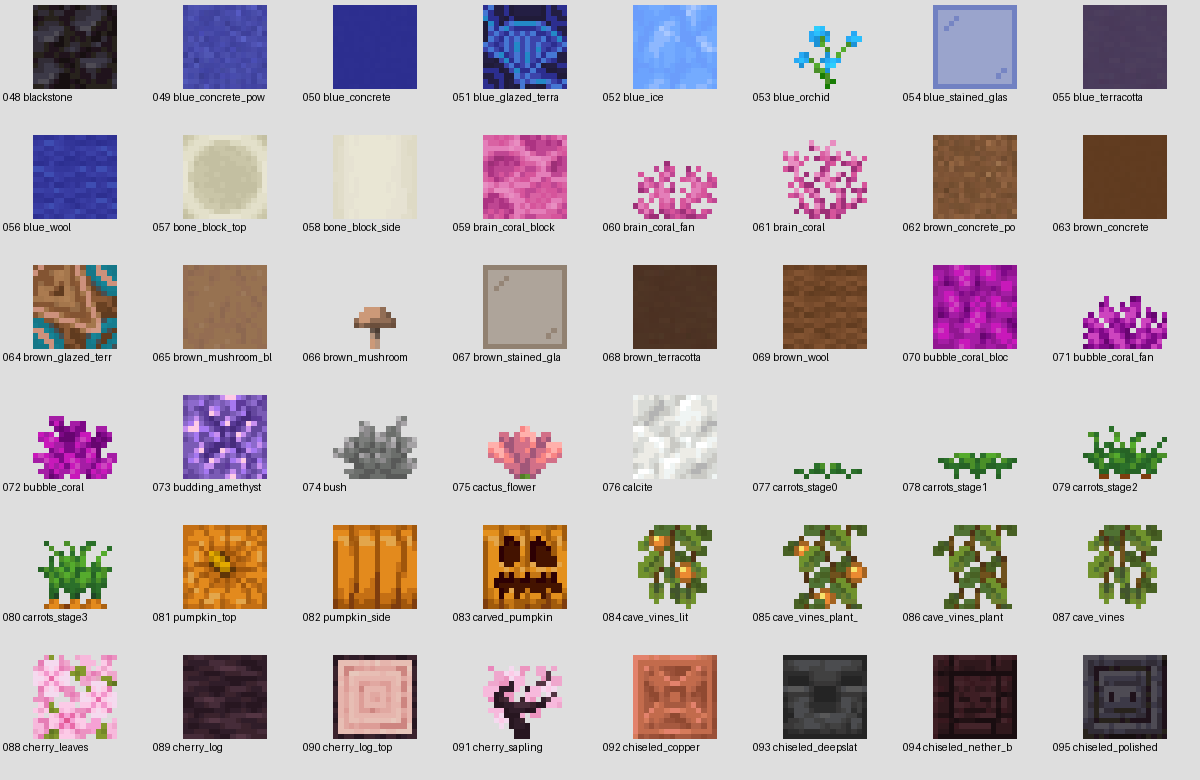 048 blackstone
049 blue_concrete_pow
050 blue_concrete
051 blue_glazed_terra
052 blue_ice
053 blue_orchid
054 blue_stained_glas
055 blue_terracotta
056 blue_wool
057 bone_block_top
058 bone_block_side
059 brain_coral_block
060 brain_coral_fan
061 brain_coral
062 brown_concrete_po
063 brown_concrete
064 brown_glazed_terr
065 brown_mushroom_bl
066 brown_mushroom
067 brown_stained_gla
068 brown_terracotta
069 brown_wool
070 bubble_coral_bloc
071 bubble_coral_fan
072 bubble_coral
073 budding_amethyst
074 bush
075 cactus_flower
076 calcite
077 carrots_stage0
078 carrots_stage1
079 carrots_stage2
080 carrots_stage3
081 pumpkin_top
082 pumpkin_side
083 carved_pumpkin
084 cave_vines_lit
085 cave_vines_plant_
086 cave_vines_plant
087 cave_vines
088 cherry_leaves
089 cherry_log
090 cherry_log_top
091 cherry_sapling
092 chiseled_copper
093 chiseled_deepslat
094 chiseled_nether_b
095 chiseled_polished